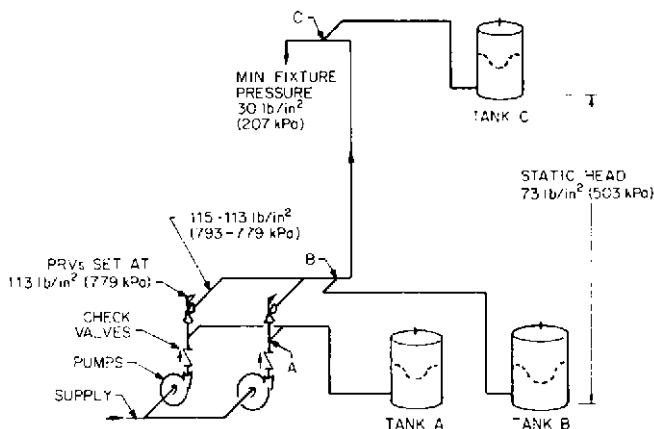 C
MIN FIXTURE
PRESSURE
30 lb/in² 
(207 kPa)
TANK C
STATIC HEAD
73 lb/in² (503 kPa)
115-113 lb/in²
(793-779 kPa)
B
PRVs SET AT
113 lb/in² (779 kPa)
CHECK
VALVES
PUMPS
A
SUPPLY
TANK A
TANK B